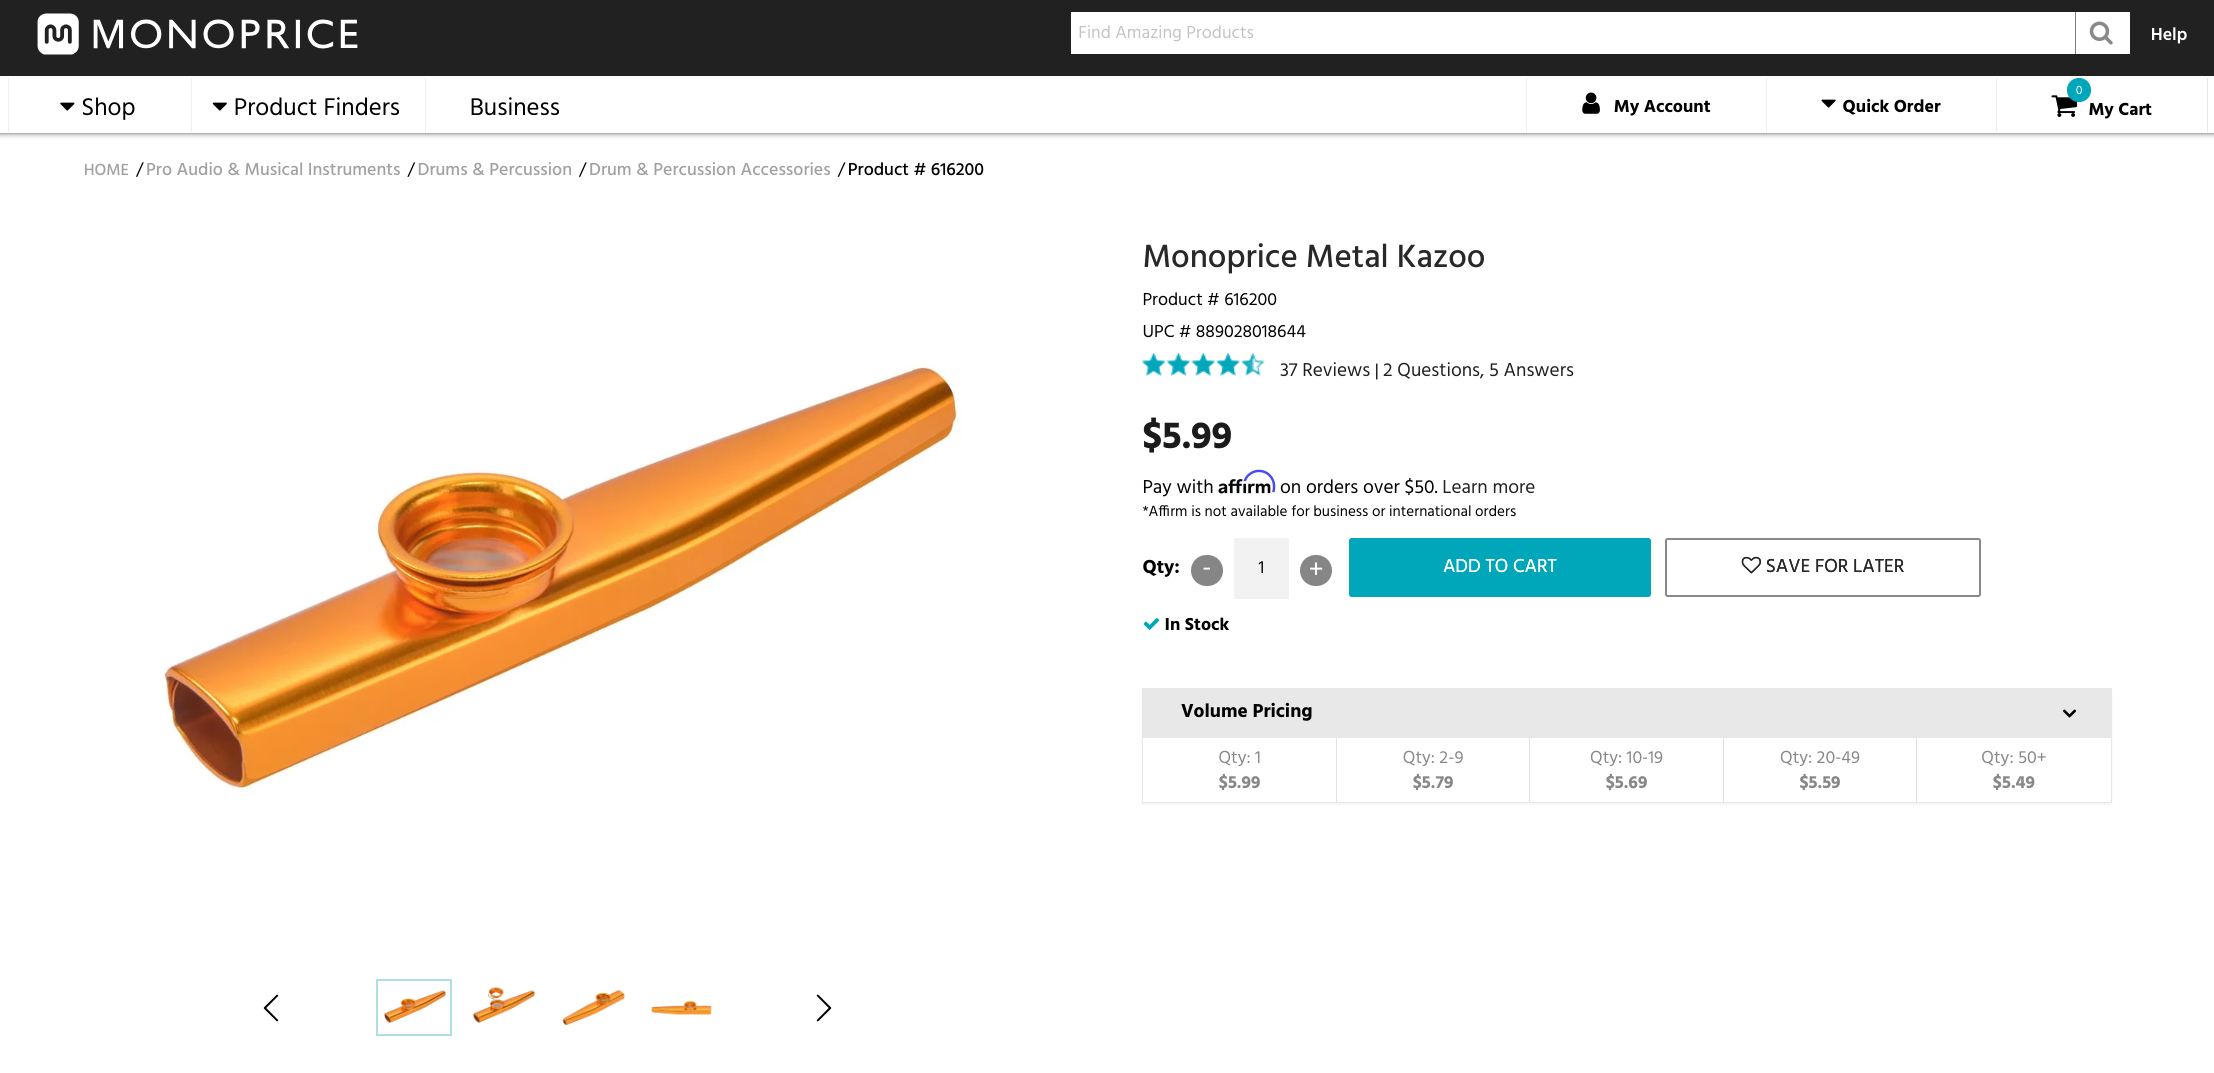 MONOPRICE
Find Amazing Products
Help
Shop
Product Finders
Business
My Account
Quick Order
0
My Cart
HOME / Pro Audio & Musical Instruments / Drums & Percussion / Drum & Percussion Accessories / Product # 616200
Monoprice Metal Kazoo
Product # 616200
UPC # 889028018644
37 Reviews | 2 Questions, 5 Answers
$5.99
Pay with affirm on orders over $50. Learn more
*Affirm is not available for business or international orders
Qty: - 1 + ADD TO CART SAVE FOR LATER
In Stock
Volume Pricing
Qty: 1 Qty: 2-9 Qty: 10-19 Qty: 20-49 Qty: 50+
$5.99 $5.79 $5.69 $5.59 $5.49